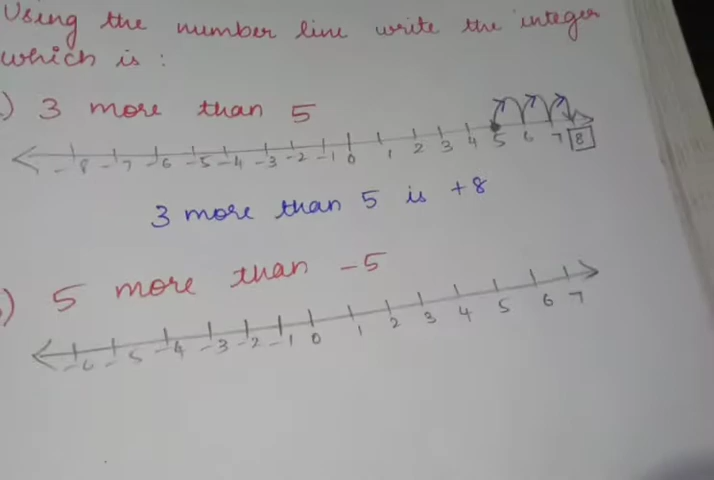 Using the number line write the integer
which is :
.) 3 more than 5
-8 -7 -6 -5 -4 -3 -2 -1 0 1 2 3 4 5 6 7 8
3 more than 5 is +8
) 5 more than -5
-6 -5 -4 -3 -2 -1 0 1 2 3 4 5 6 7